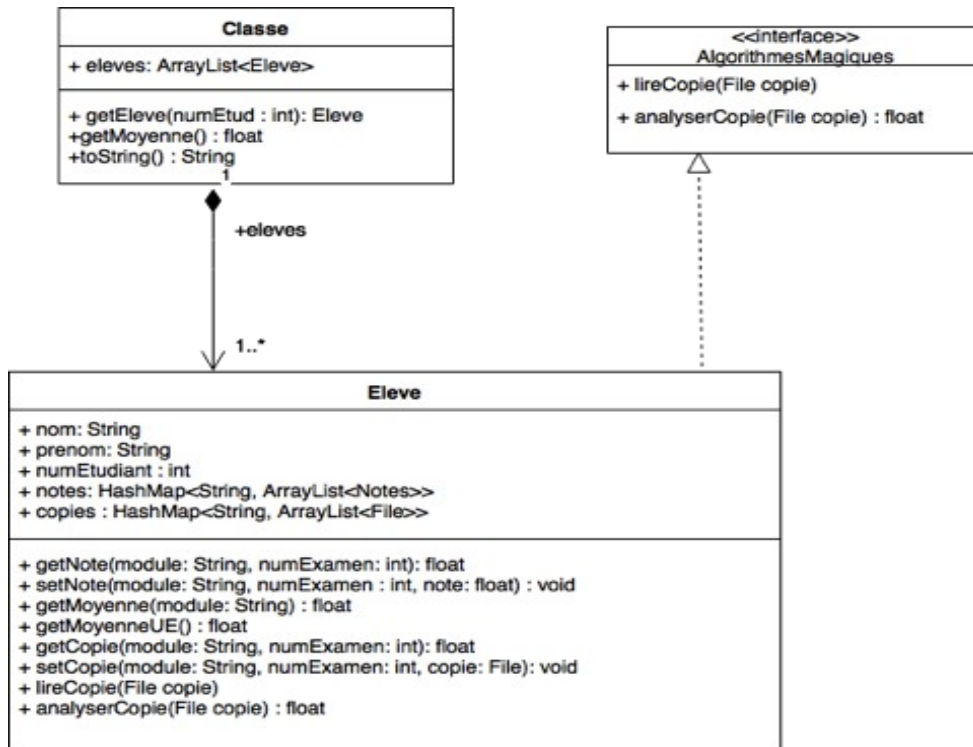 Classe
+ eleves: ArrayList<Eleve>
+ getEleve(numEtud : int): Eleve
+getMoyenne() : float
+toString() : String
1
+eleves
1..*
<<interface>>
AlgorithmesMagiques
+ lireCopie(File copie)
+ analyserCopie(File copie) : float
Eleve
+ nom: String
+ prenom: String
+ numEtudiant : int
+ notes: HashMap<String, ArrayList<Notes>>
+ copies : HashMap<String, ArrayList<File>>
+ getNote(module: String, numExamen: int): float
+ setNote(module: String, numExamen : int, note: float) : void
+ getMoyenne(module: String) : float
+ getMoyenneUE() : float
+ getCopie(module: String, numExamen: int): float
+ setCopie(module: String, numExamen: int, copie: File): void
+ lireCopie(File copie)
+ analyserCopie(File copie) : float